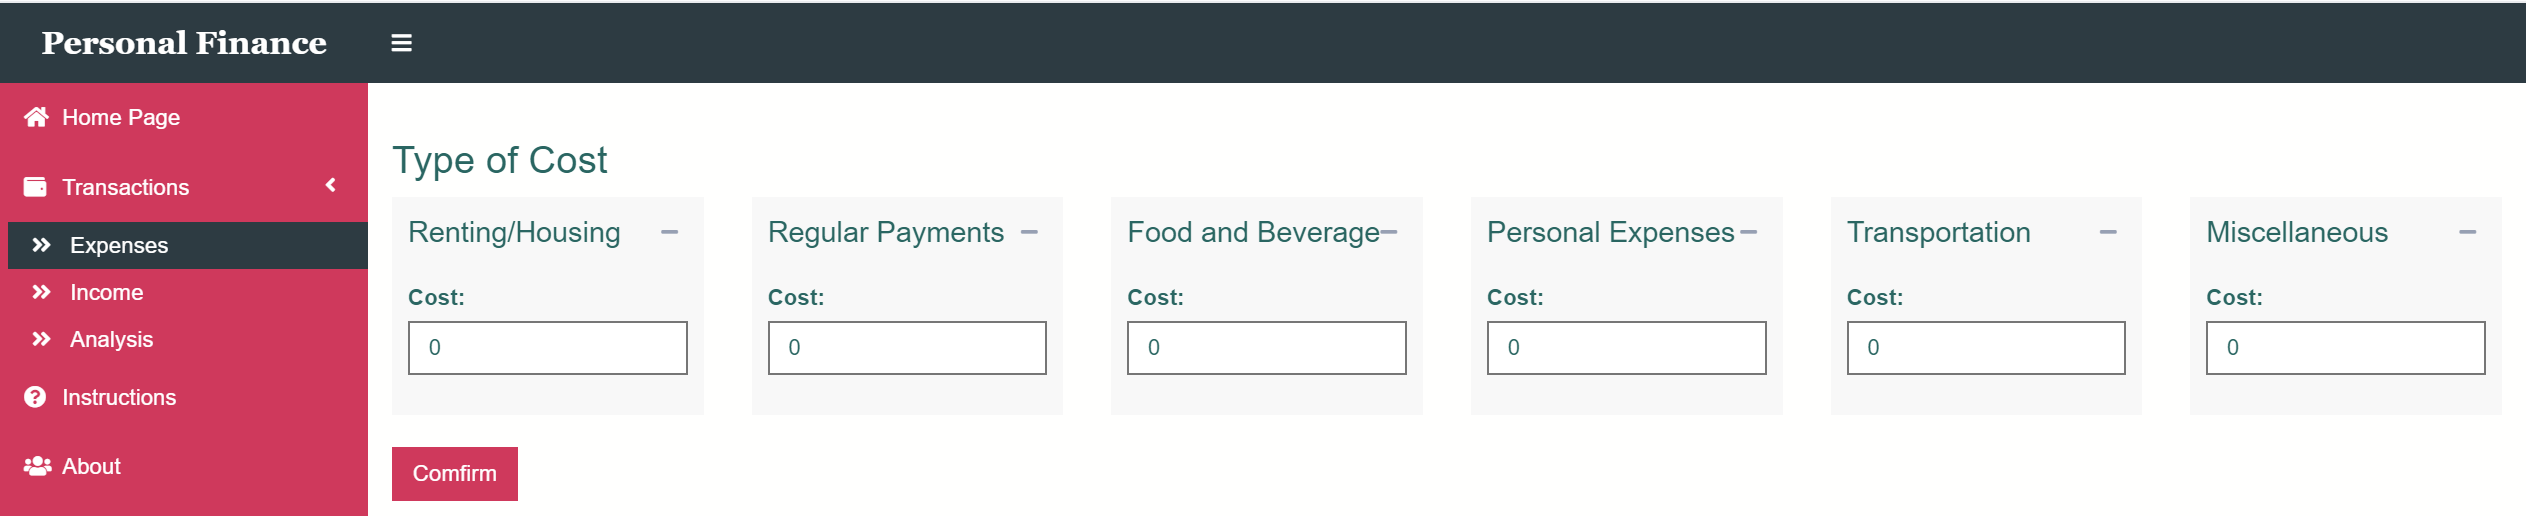 Personal Finance
Home Page
Transactions
Expenses
Income
Analysis
Instructions
About
Type of Cost
Renting/Housing
Cost:
0
Regular Payments
Cost:
0
Food and Beverage
Cost:
0
Personal Expenses
Cost:
0
Transportation
Cost:
0
Miscellaneous
Cost:
0
Comfirm